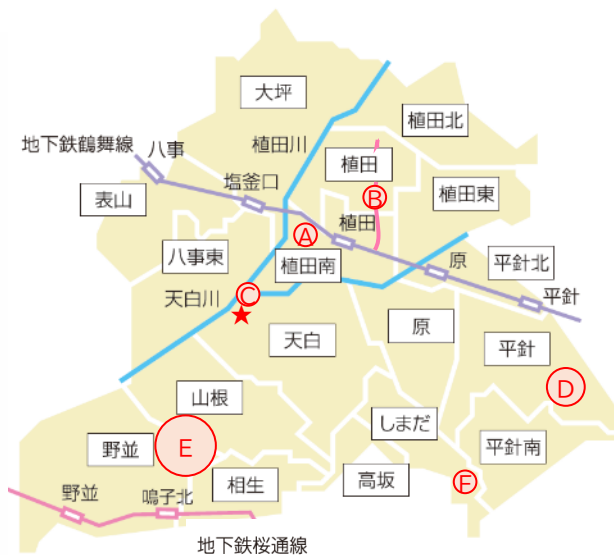 大坪
植田北
地下鉄鶴舞線
八事
植田川
植田
塩釜口
B
植田東
表山
A
植田
八事東
植田南
原
平針北
天白川
C
平針
天白
原
平針
D
山根
しまだ
野並
E
平針南
相生
高坂
F
野並
鳴子北
地下鉄桜通線